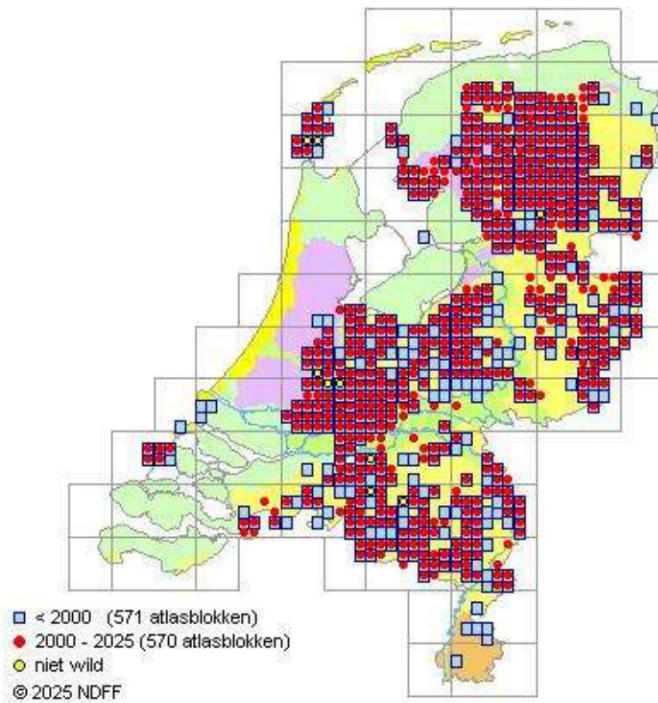 < 2000 (571 atlasblokken)
2000 - 2025 (570 atlasblokken)
niet wild
© 2025 NDFF